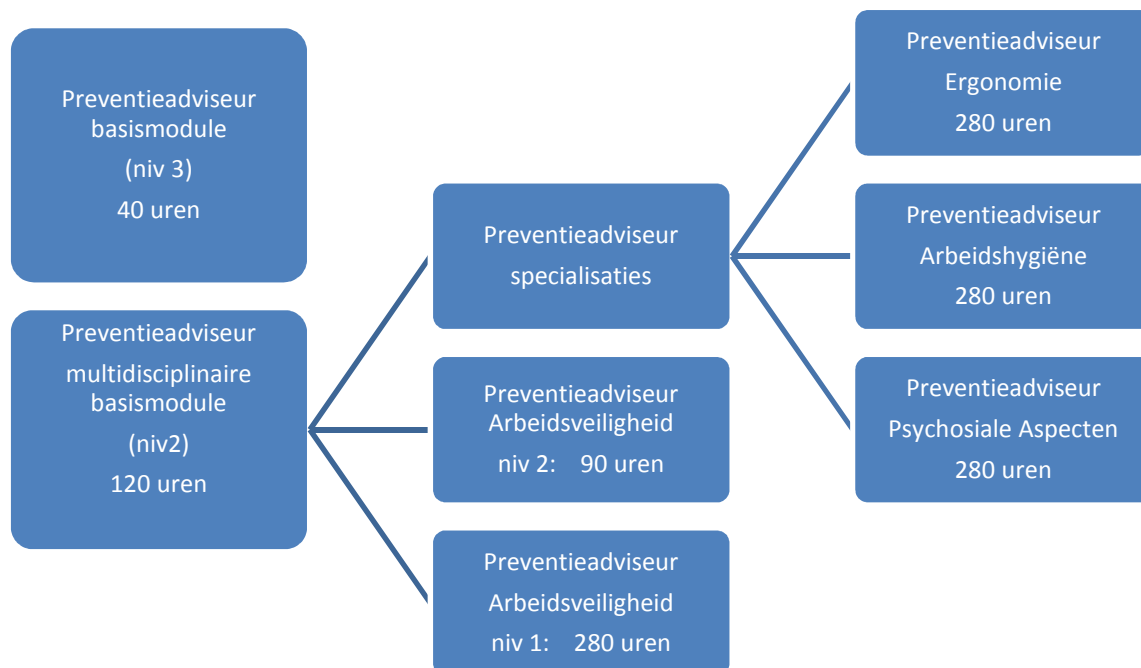 Preventieadviseur
basismodule
(niv 3)
40 uren
Preventieadviseur
multidisciplinaire
basismodule
(niv2)
120 uren
Preventieadviseur
specialisaties
Preventieadviseur
Arbeidsveiligheid
niv 2: 90 uren
Preventieadviseur
Arbeidsveiligheid
niv 1: 280 uren
Preventieadviseur
Ergonomie
280 uren
Preventieadviseur
Arbeidshygiëne
280 uren
Preventieadviseur
Psychosiale Aspecten
280 uren